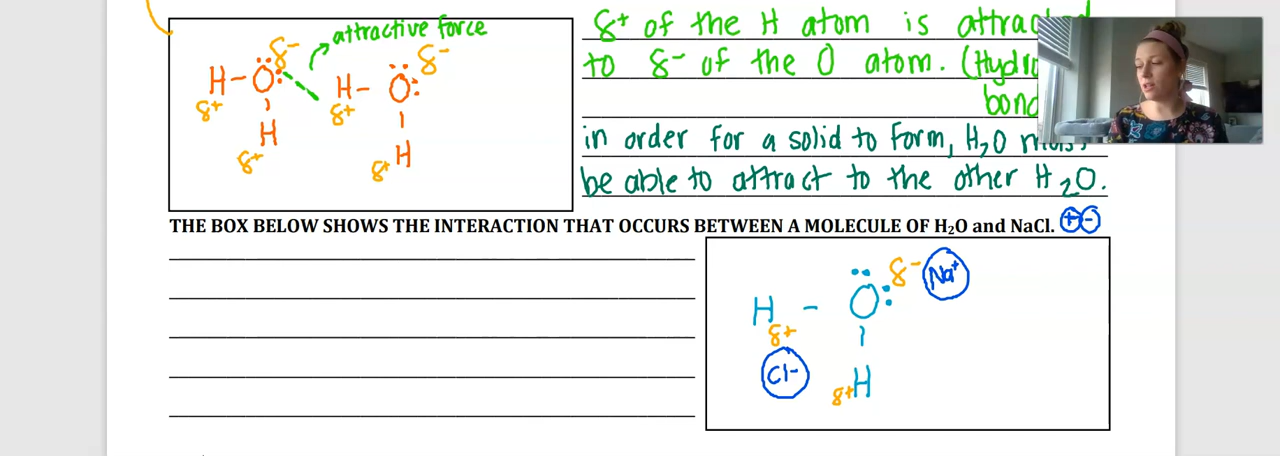 attractive force
δ-
H-O:
δ+
H
δ+
H-O:
δ-
δ+
H
δ+
δ+ of the H atom is attracted
to δ- of the O atom. (Hydro
bond
in order for a solid to form, H2O must
be able to attract to the other H2O.
THE BOX BELOW SHOWS THE INTERACTION THAT OCCURS BETWEEN A MOLECULE OF H₂O and NaCl. + -
δ- Na+
H - O:
δ+
Cl-
δ+H